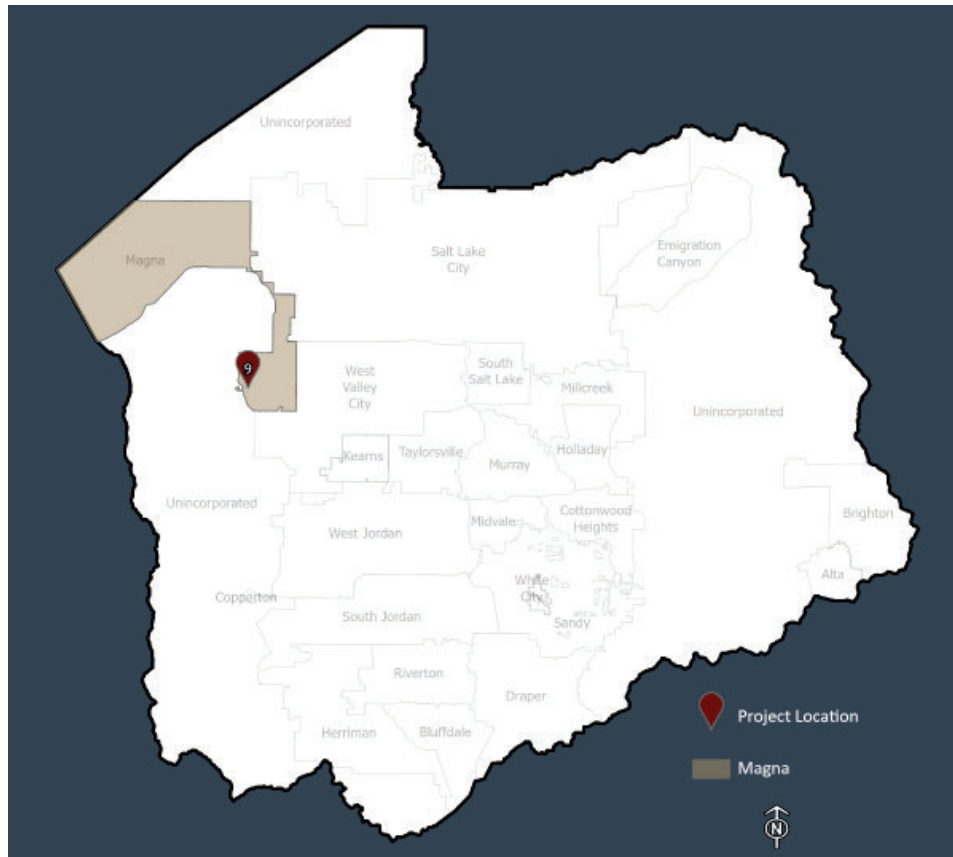 Unincorporated
Magna
Salt Lake
City
Emigration
Canyon
9
West
Valley
City
South
Salt Lake
Millcreek
Unincorporated
Kearns
Taylorsville
Murray
Holladay
Unincorporated
West Jordan
Midvale
Cottonwood
Heights
Brighton
Alta
Copperton
White
City
South Jordan
Sandy
Riverton
Draper
Herriman
Bluffdale
Project Location
Magna
N